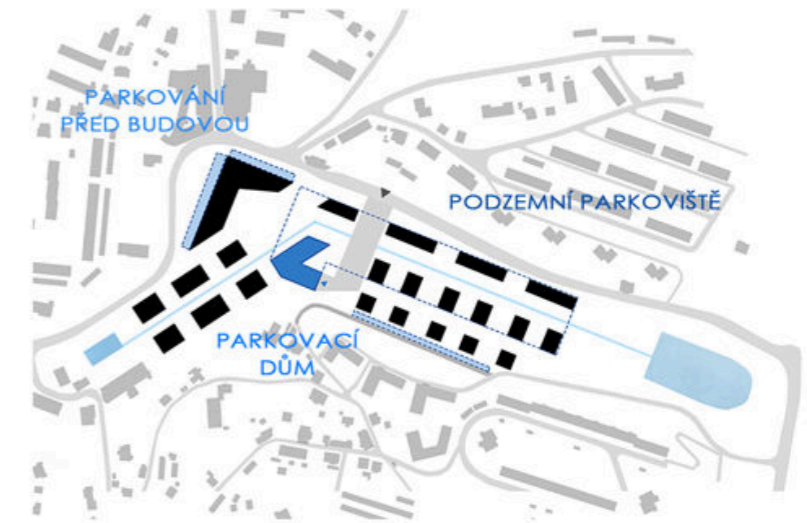 PARKOVÁNÍ
PŘED BUDOVOU
PODZEMNÍ PARKOVIŠTĚ
PARKOVACÍ
DŮM